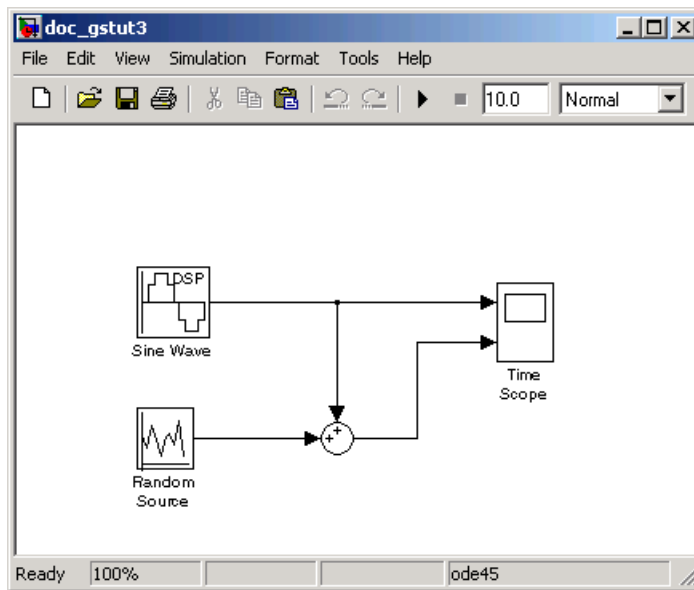 doc_gstut3
File Edit View Simulation Format Tools Help
10.0 Normal
DSP
Sine Wave
Time
Scope
Random
Source
Ready 100% ode45